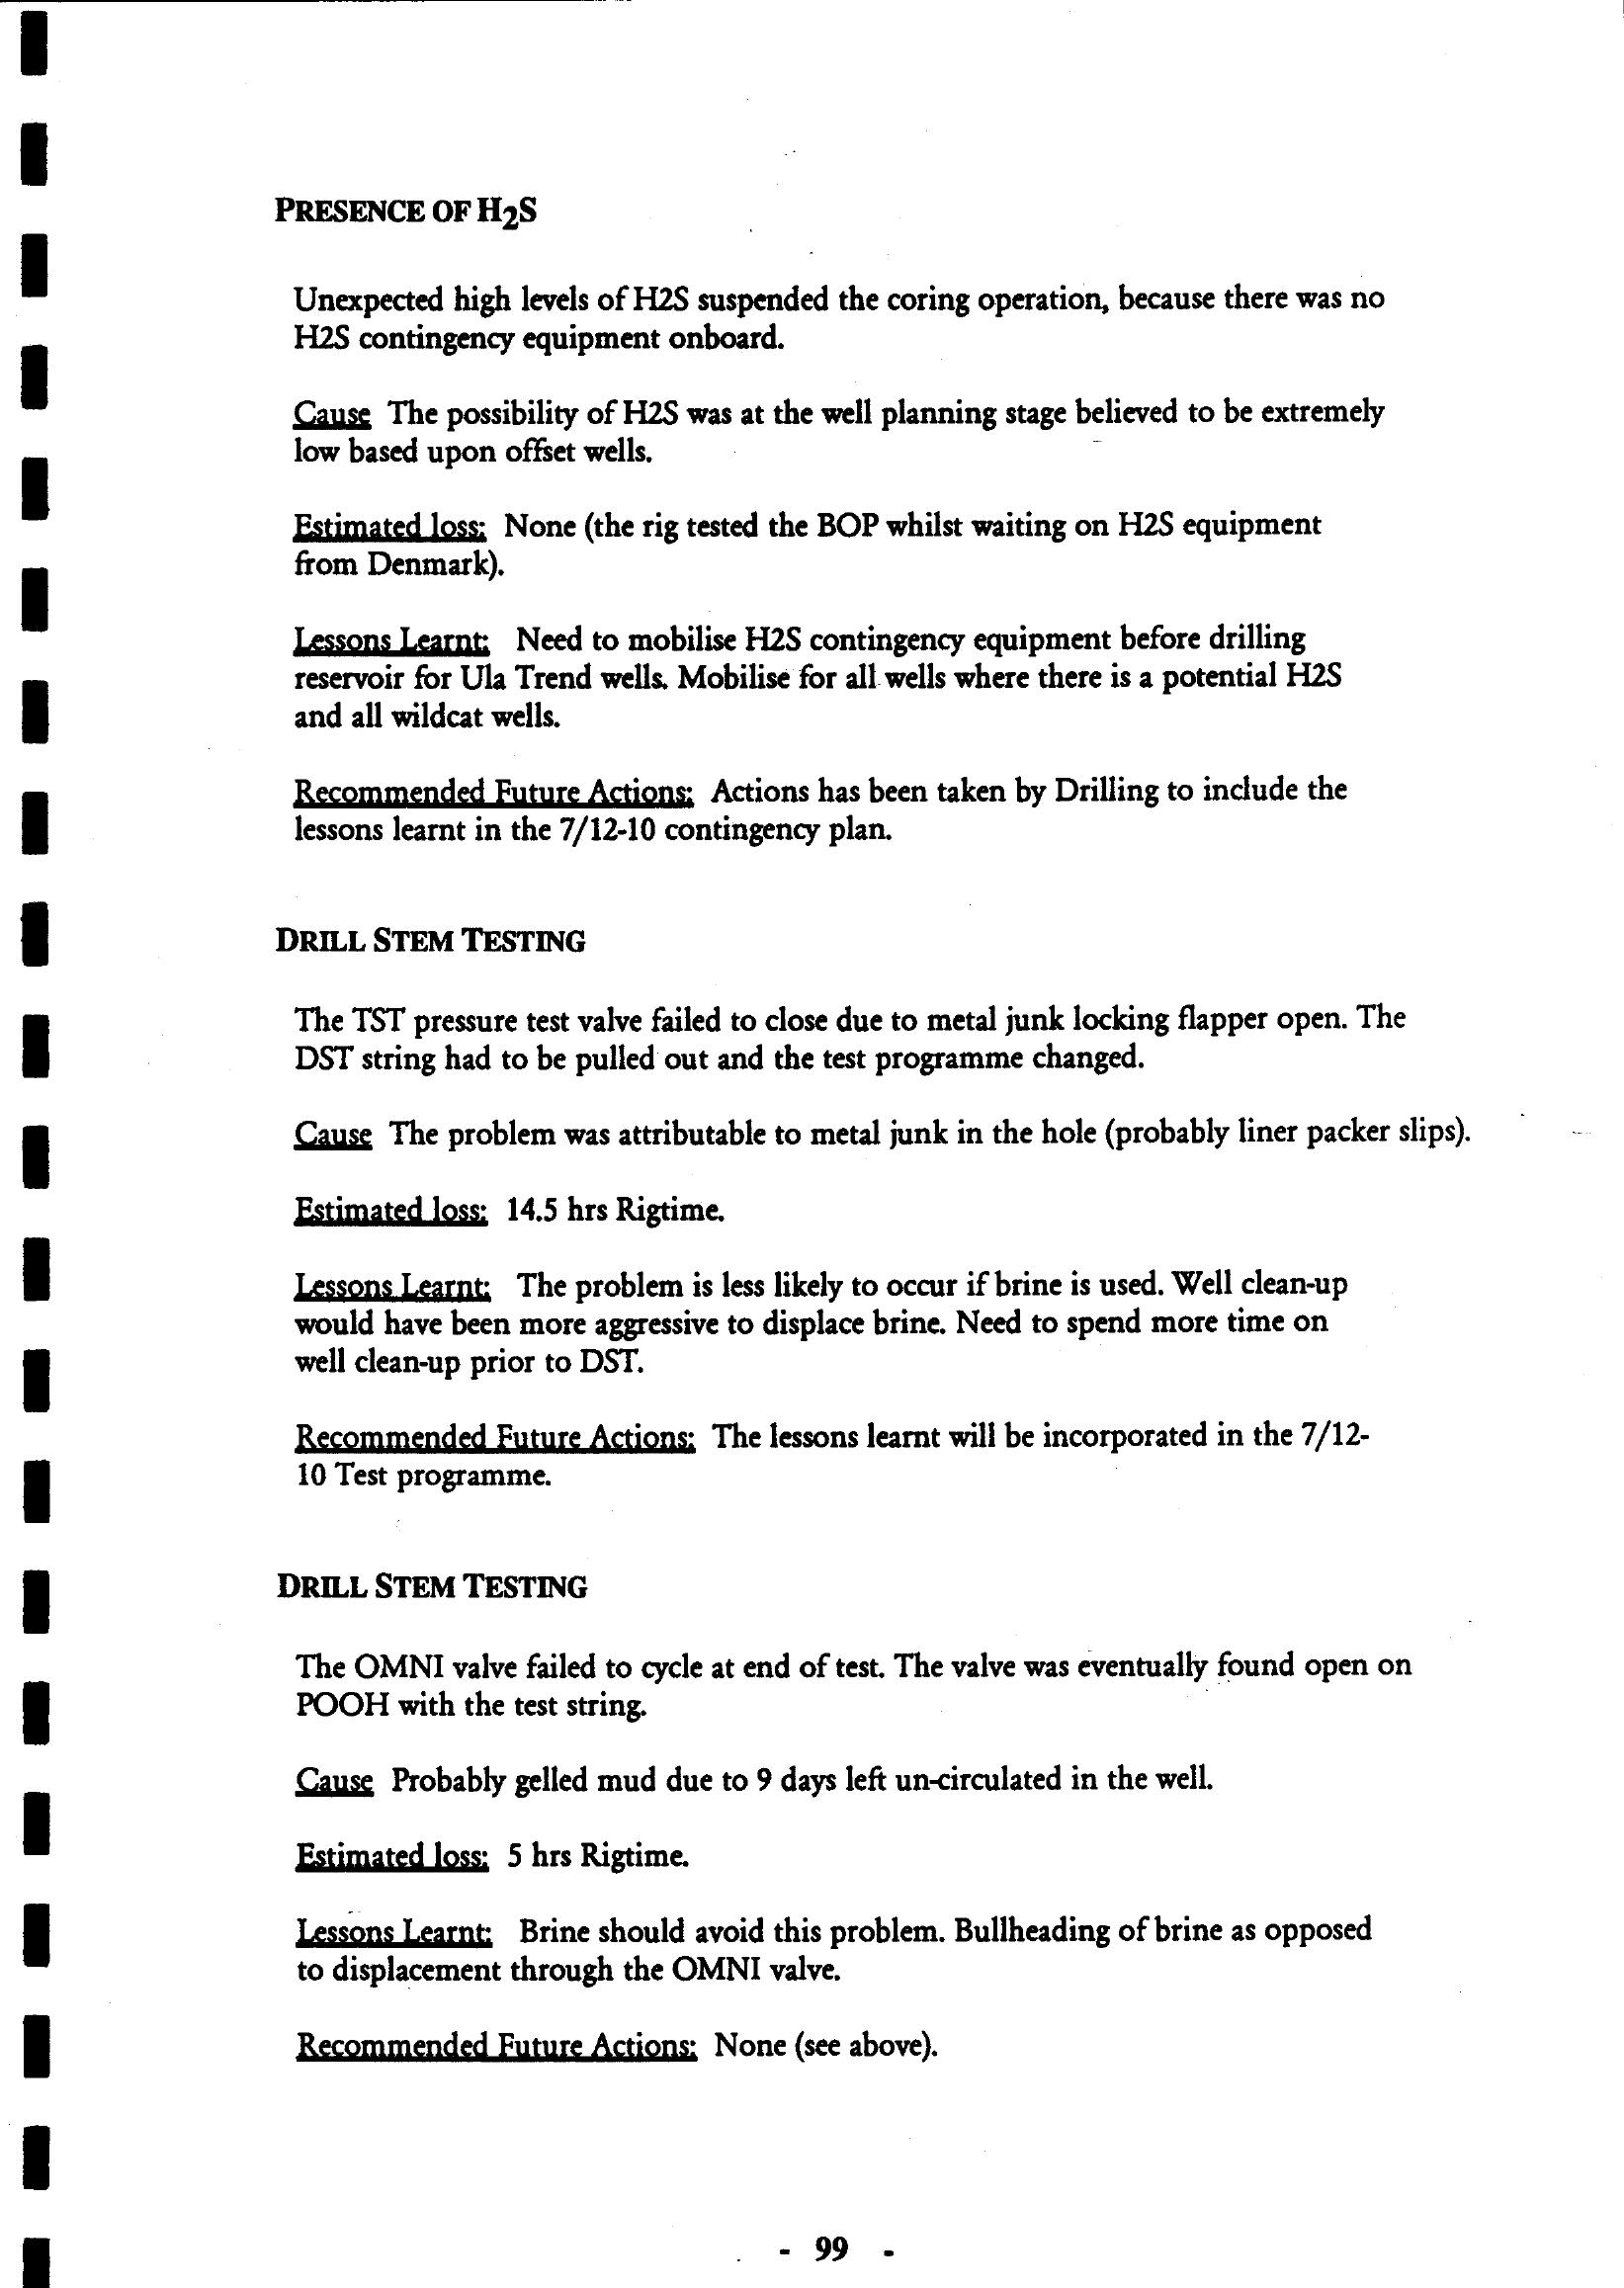 PRESENCE OF H2S
Unexpected high levels of H2S suspended the coring operation, because there was no
H2S contingency equipment onboard.
Cause The possibility of H2S was at the well planning stage believed to be extremely
low based upon offset wells.
Estimated loss: None (the rig tested the BOP whilst waiting on H2S equipment
from Denmark).
Lessons Learnt: Need to mobilise H2S contingency equipment before drilling
reservoir for Ula Trend wells. Mobilise for all wells where there is a potential H2S
and all wildcat wells.
Recommended Future Actions: Actions has been taken by Drilling to include the
lessons learnt in the 7/12-10 contingency plan.
DRILL STEM TESTING
The TST pressure test valve failed to close due to metal junk locking flapper open. The
DST string had to be pulled out and the test programme changed.
Cause The problem was attributable to metal junk in the hole (probably liner packer slips).
Estimated loss: 14.5 hrs Rigtime.
Lessons Learnt: The problem is less likely to occur if brine is used. Well clean-up
would have been more aggressive to displace brine. Need to spend more time on
well clean-up prior to DST.
Recommended Future Actions: The lessons learnt will be incorporated in the 7/12-
10 Test programme.
DRILL STEM TESTING
The OMNI valve failed to cycle at end of test. The valve was eventually found open on
POOH with the test string.
Cause Probably gelled mud due to 9 days left un-circulated in the well.
Estimated loss: 5 hrs Rigtime.
Lessons Learnt: Brine should avoid this problem. Bullheading of brine as opposed
to displacement through the OMNI valve.
Recommended Future Actions: None (see above).
- 99 -